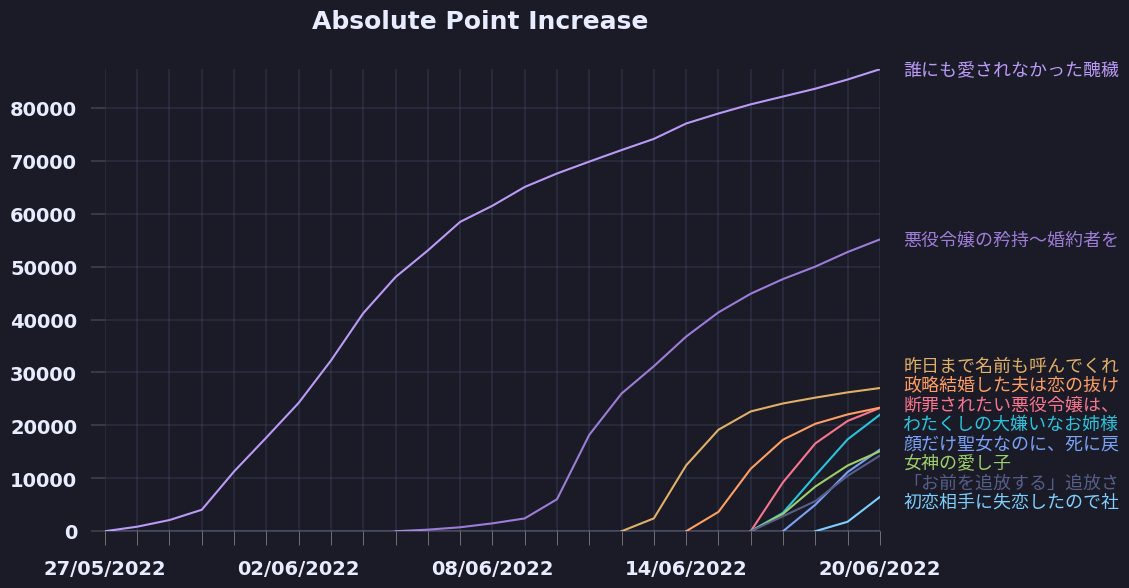 Absolute Point Increase
誰にも愛されなかった醜穢
80000
70000
60000
悪役令嬢の矜持～婚約者を
50000
40000
30000
昨日まで名前も呼んでくれ
政略結婚した夫は恋の抜け
断罪されたい悪役令嬢は、
20000
わたくしの大嫌いなお姉様
顔だけ聖女なのに、死に戻
女神の愛し子
10000
「お前を追放する」追放さ
初恋相手に失恋したので社
0
27/05/2022
02/06/2022
08/06/2022
14/06/2022
20/06/2022